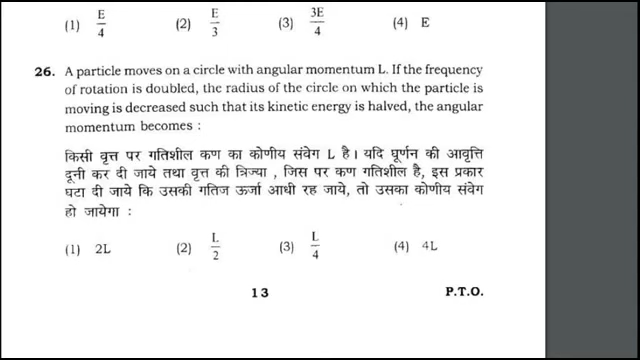 (1) E/4 (2) E/3 (3) 3E/4 (4) E
26. A particle moves on a circle with angular momentum L. If the frequency
of rotation is doubled, the radius of the circle on which the particle is
moving is decreased such that its kinetic energy is halved, the angular
momentum becomes :
किसी वृत्त पर गतिशील कण का कोणीय संवेग L है। यदि घूर्णन की आवृत्ति
दूनी कर दी जाये तथा वृत्त की त्रिज्या, जिस पर कण गतिशील है, इस प्रकार
घटा दी जाये कि उसकी गतिज ऊर्जा आधी रह जाये, तो उसका कोणीय संवेग
हो जायेगा :
(1) 2L (2) L/2 (3) L/4 (4) 4L
13 P.T.O.